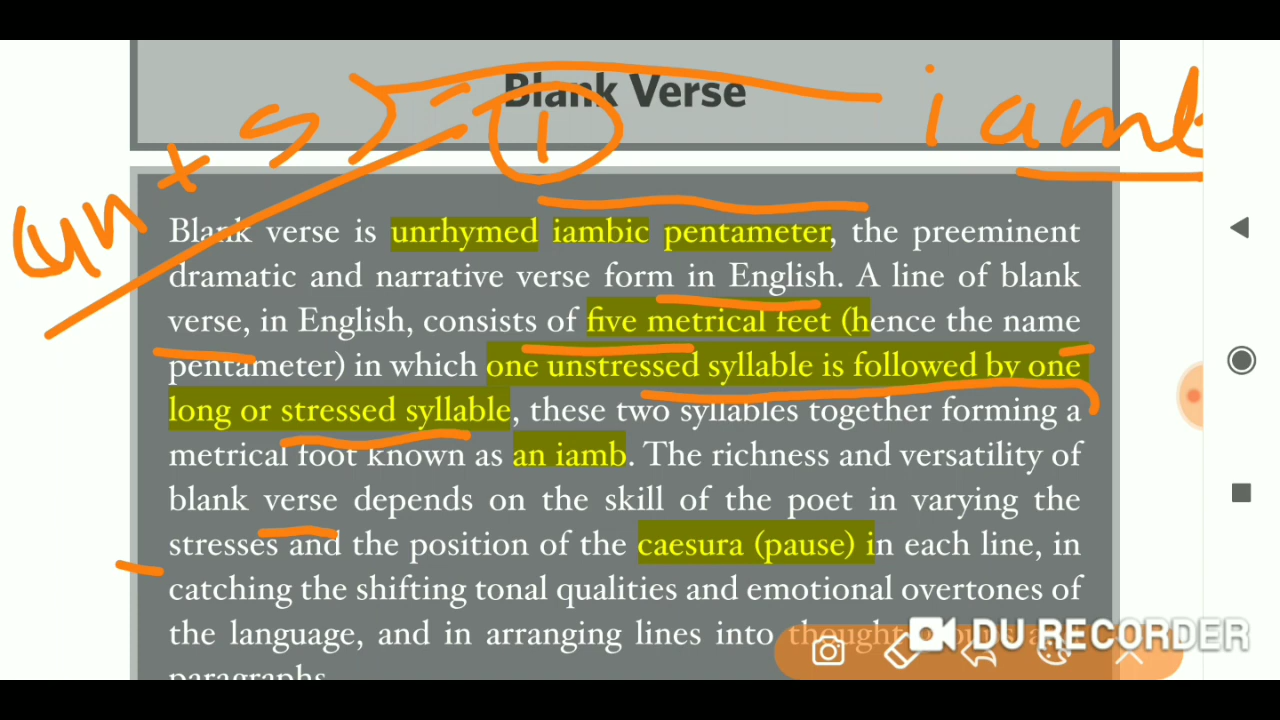 Blank Verse
un + s) = 1 iamb
Blank verse is unrhymed iambic pentameter, the preeminent
dramatic and narrative verse form in English. A line of blank
verse, in English, consists of five metrical feet (hence the name
pentameter) in which one unstressed syllable is followed by one
long or stressed syllable, these two syllables together forming a
metrical foot known as an iamb. The richness and versatility of
blank verse depends on the skill of the poet in varying the
stresses and the position of the caesura (pause) in each line, in
catching the shifting tonal qualities and emotional overtones of
the language, and in arranging lines into thought
paragraphs.
DU RECORDER